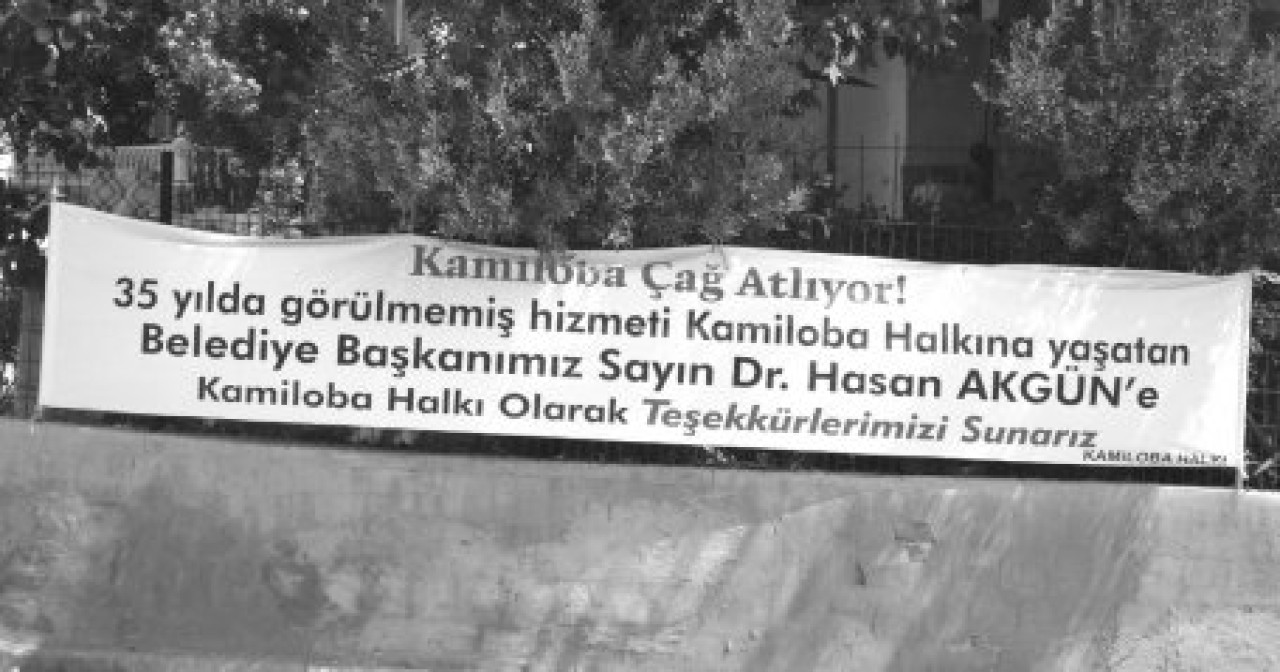 Kamiloba Çağ Atlıyor!
35 yılda görülmemiş hizmeti Kamiloba Halkına yaşatan
Belediye Başkanımız Sayın Dr. Hasan AKGÜN'e
Kamiloba Halkı Olarak Teşekkürlerimizi Sunarız
KAMILOBA HALKI